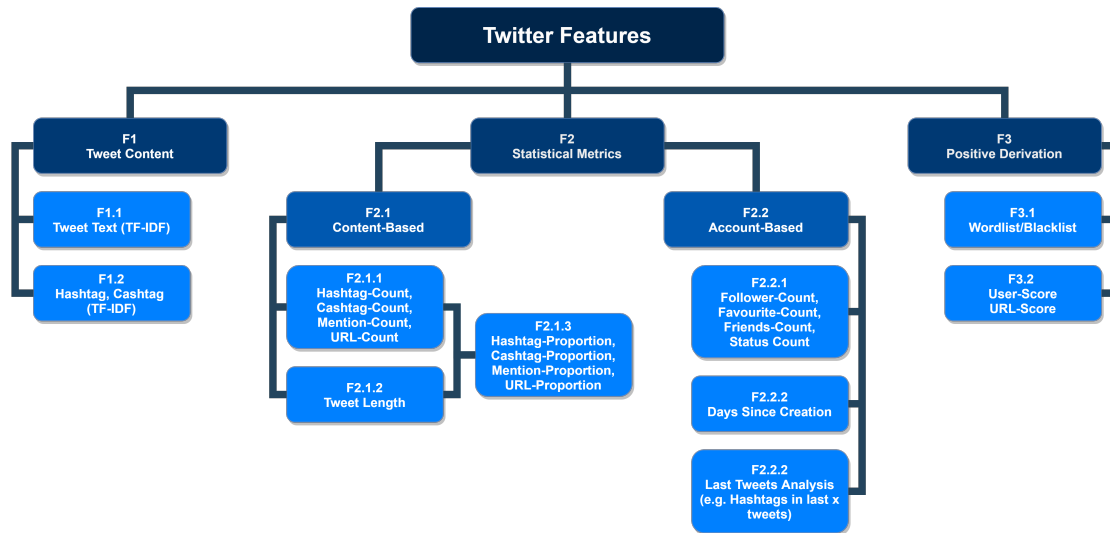 Twitter Features
F1
Tweet Content
F1.1
Tweet Text (TF-IDF)
F1.2
Hashtag, Cashtag
(TF-IDF)
F2
Statistical Metrics
F2.1
Content-Based
F2.1.1
Hashtag-Count,
Cashtag-Count,
Mention-Count,
URL-Count
F2.1.2
Tweet Length
F2.1.3
Hashtag-Proportion,
Cashtag-Proportion,
Mention-Proportion,
URL-Proportion
F2.2
Account-Based
F2.2.1
Follower-Count,
Favourite-Count,
Friends-Count,
Status Count
F2.2.2
Days Since Creation
F2.2.2
Last Tweets Analysis
(e.g. Hashtags in last x
tweets)
F3
Positive Derivation
F3.1
Wordlist/Blacklist
F3.2
User-Score
URL-Score